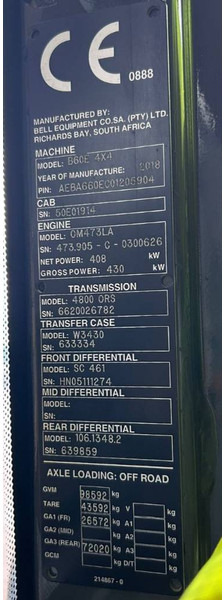 CE 0888
MANUFACTURED BY:
BELL EQUIPMENT CO.SA. (PTY) LTD.
RICHARDS BAY, SOUTH AFRICA
MACHINE
MODEL: B60E 4X4
YEAR OF MANUFACTURE: 2018
PIN: AEBA660EC01205904
CAB
SN: 50E01914
ENGINE
MODEL: OM473LA
SN: 473.905 - C - 0300626
NET POWER: 408 kW
GROSS POWER: 430 kW
TRANSMISSION
MODEL: 4800 ORS
SN: 6620026782
TRANSFER CASE
MODEL: W3430
SN: 633334
FRONT DIFFERENTIAL
MODEL: SC 461
SN: HN05111274
MID DIFFERENTIAL
MODEL:
SN:
REAR DIFFERENTIAL
MODEL: 106.1348.2
SN: 639859
AXLE LOADING: OFF ROAD
GVM 98592 kg
TARE 43592 kg V kg
GA1 (FR) 26572 kg A1 kg
GA2 (MID) kg A2 kg
GA3 (REAR) 72020 kg A3 kg
GCM kg D/T kg
214867 - 0